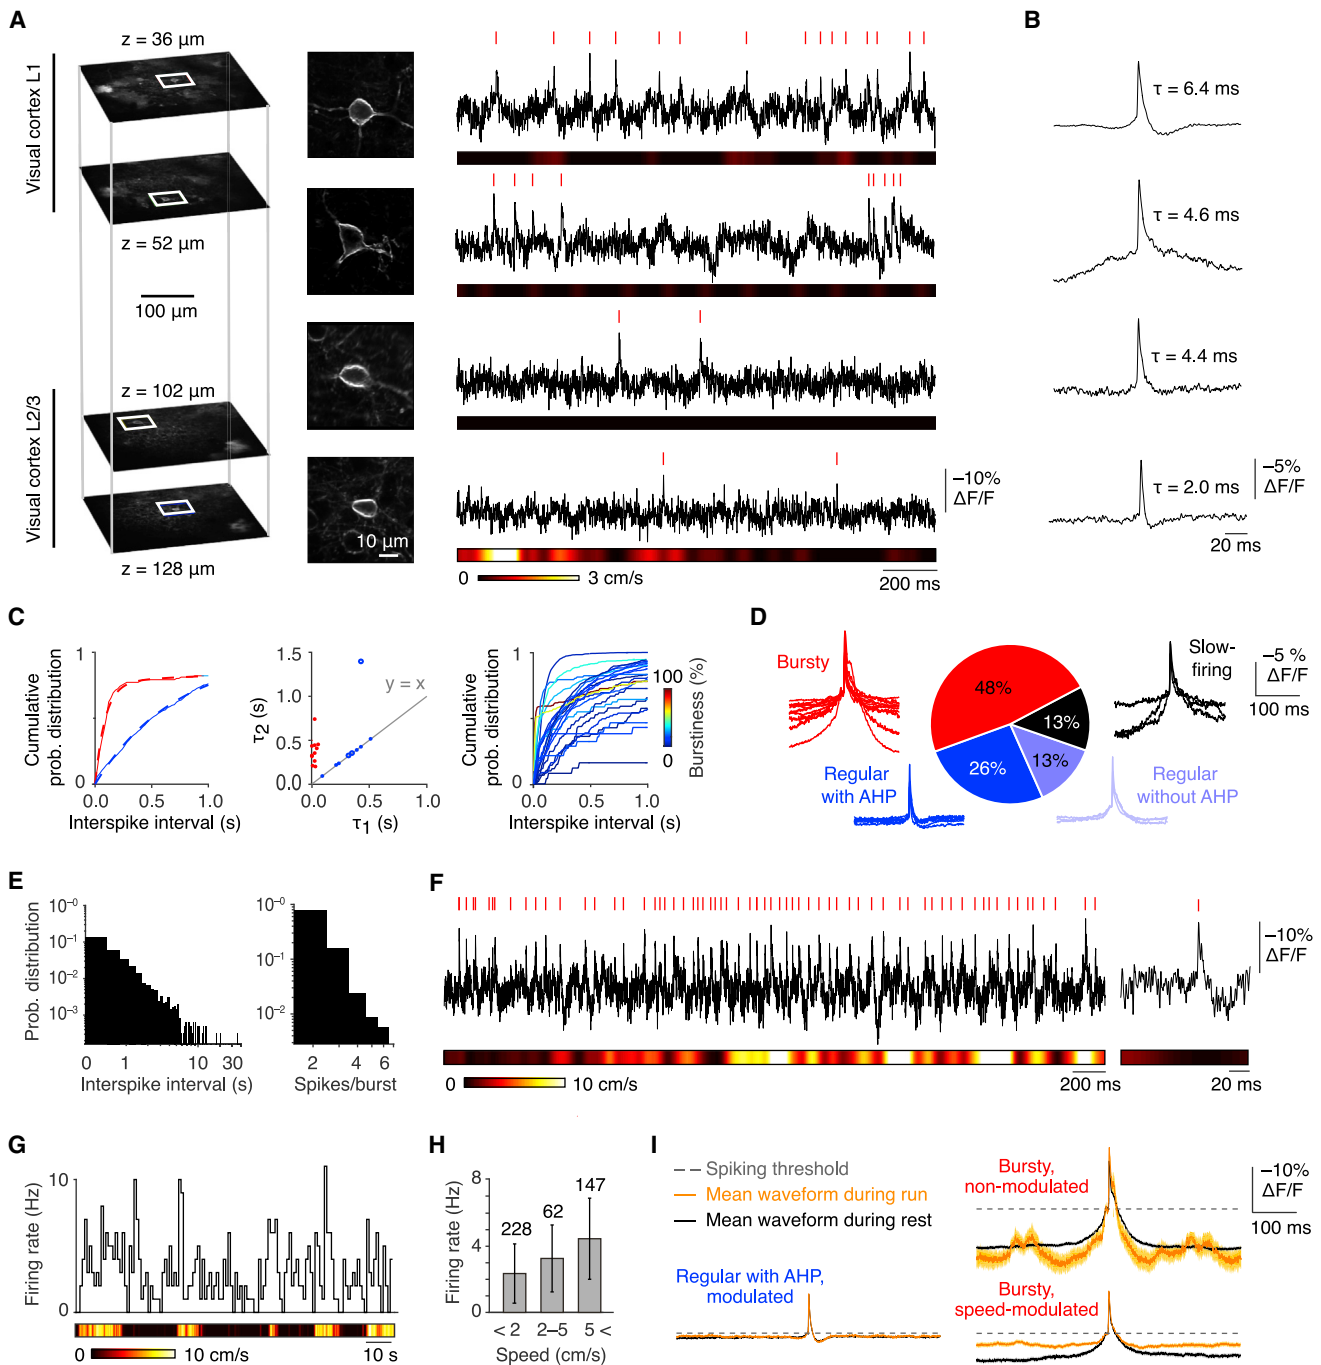 A
Visual cortex L1
z = 36 µm
z = 52 µm
100 µm
Visual cortex L2/3
z = 102 µm
z = 128 µm
10 µm
–10%
ΔF/F
0
3 cm/s
200 ms
B
τ = 6.4 ms
τ = 4.6 ms
τ = 4.4 ms
τ = 2.0 ms
–5%
ΔF/F
20 ms
C
Cumulative
prob. distribution
1
0
0.0
0.5
1.0
Interspike interval (s)
τ2 (s)
1.5
1.0
0.5
0.0
y = x
0.0
0.5
1.0
τ1 (s)
Cumulative
prob. distribution
1
0
0.0
0.5
1.0
Interspike interval (s)
100
0
Burstiness (%)
D
Bursty
48%
13%
13%
26%
Slow-
firing
–5 %
ΔF/F
100 ms
Regular
with AHP
Regular
without AHP
E
Prob. distribution
10⁻⁰
10⁻¹
10⁻²
10⁻³
0
1
10
30
Interspike interval (s)
10⁻⁰
10⁻¹
10⁻²
2
4
6
Spikes/burst
F
–10%
ΔF/F
0
10 cm/s
200 ms
20 ms
G
Firing rate (Hz)
10
0
0
10 cm/s
10 s
H
Firing rate (Hz)
8
4
0
228
62
147
< 2
2–5
5 <
Speed (cm/s)
I
Spiking threshold
Mean waveform during run
Mean waveform during rest
Regular with AHP,
modulated
Bursty,
non-modulated
–10%
ΔF/F
100 ms
Bursty,
speed-modulated